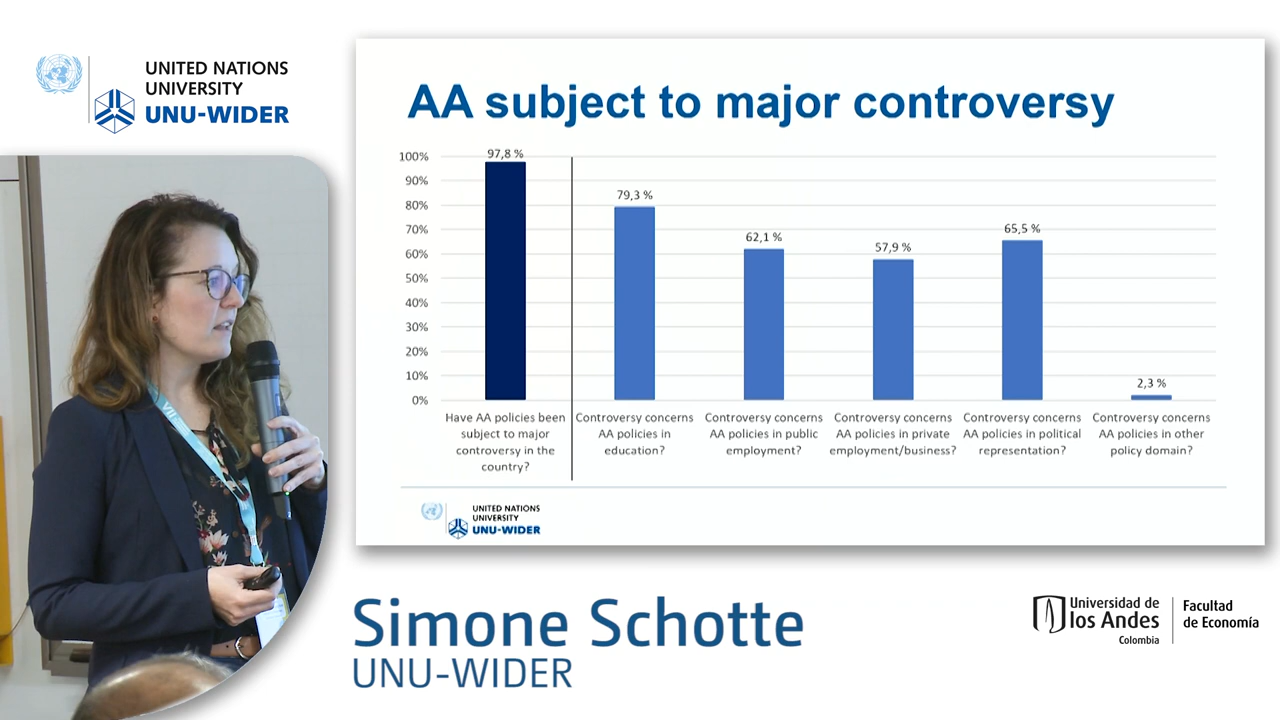 UNITED NATIONS
UNIVERSITY
UNU-WIDER
AA subject to major controversy
100%
90%
80%
70%
60%
50%
40%
30%
20%
10%
0%
97,8 %
79,3 %
62,1 %
57,9 %
65,5 %
2,3 %
Have AA policies been
subject to major
controversy in the
country?
Controversy concerns
AA policies in
education?
Controversy concerns
AA policies in public
employment?
Controversy concerns
AA policies in private
employment/business?
Controversy concerns
AA policies in political
representation?
Controversy concerns
AA policies in other
policy domain?
UNITED NATIONS
UNIVERSITY
UNU-WIDER
VII
Simone Schotte
UNU-WIDER
Universidad de
los Andes
Colombia
Facultad
de Economía